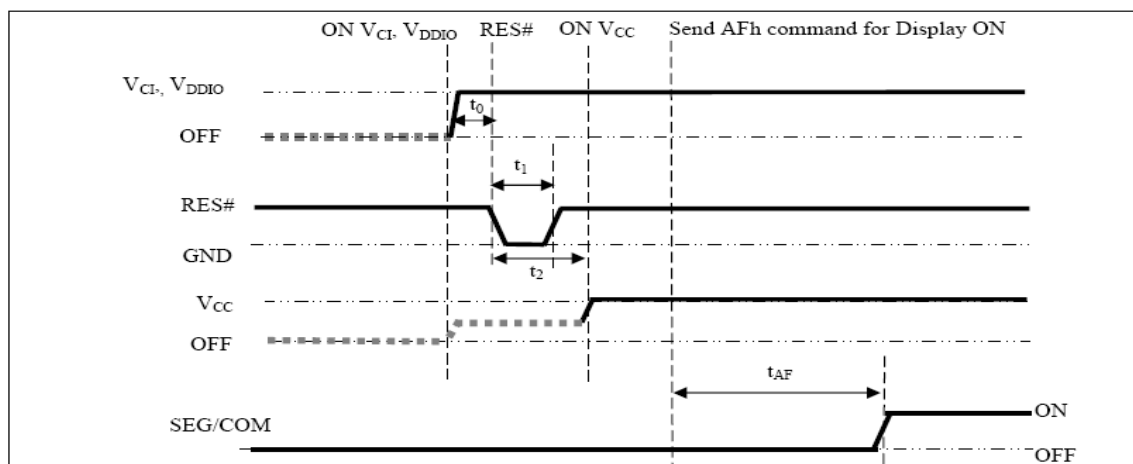 ON VCI, VDDIO RES# ON VCC Send AFh command for Display ON
VCI,, VDDIO
t0
OFF
t1
RES#
GND
t2
VCC
OFF
tAF
SEG/COM
ON
OFF